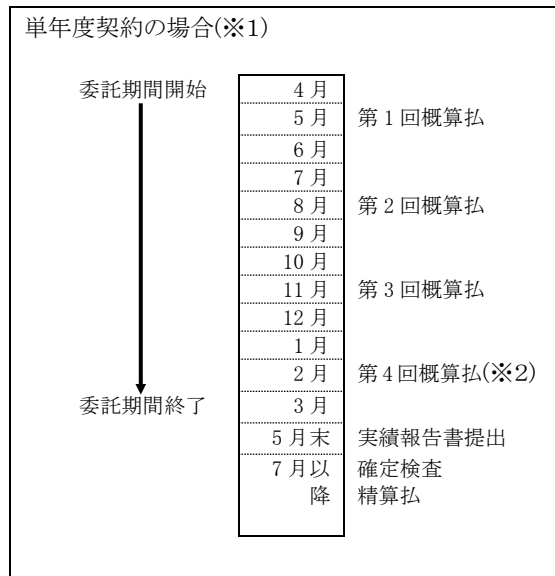 単年度契約の場合(※1)
委託期間開始 4月
5月 第1回概算払
6月
7月
8月 第2回概算払
9月
10月
11月 第3回概算払
12月
1月
2月 第4回概算払(※2)
委託期間終了 3月
5月末 実績報告書提出
7月以 確定検査
降 精算払